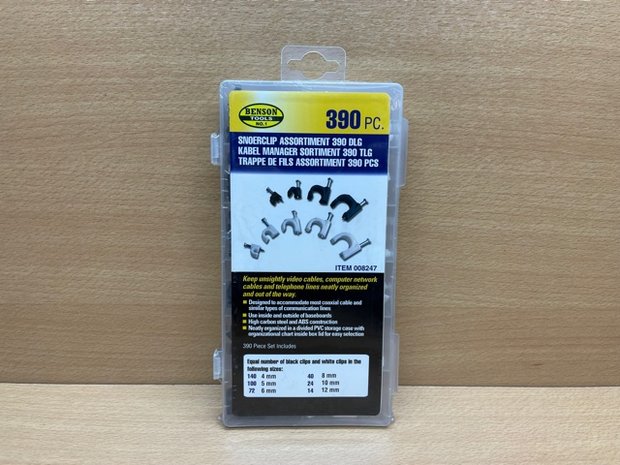 BENSON
TOOLS
NO.1
390 PC.
SNOERCLIP ASSORTIMENT 390 DLG
KABEL MANAGER SORTIMENT 390 TLG
TRAPPE DE FILS ASSORTIMENT 390 PCS
ITEM 008247
Keep unsightly video cables, computer network
cables and telephone lines neatly organized
and out of the way.
Designed to accommodate most coaxial cable and
similar types of communication lines
Use inside and outside of baseboards
High carbon steel and ABS construction
Neatly organized in a divided PVC storage case with
organizational chart inside box lid for easy selection
390 Piece Set Includes
Equal number of black clips and white clips in the
following sizes:
140 4 mm 40 8 mm
100 5 mm 24 10 mm
72 6 mm 14 12 mm